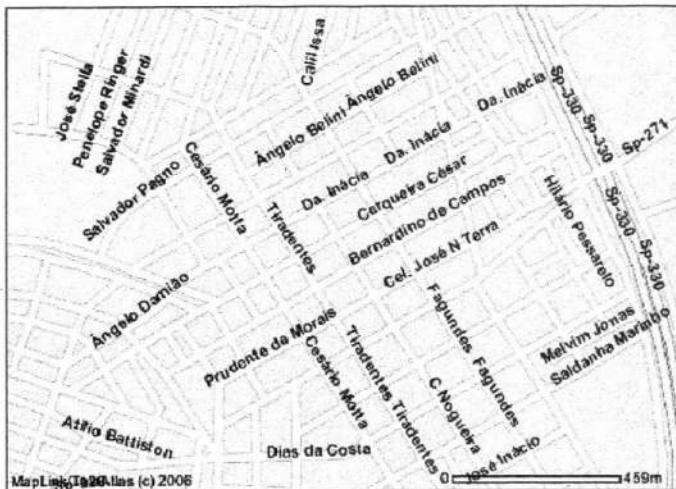 José Stella
Penelope Ringer
Salvador Minardi
Calil Issa
Ângelo Belini Ângelo Belini
Da. Inácia
Sp-330
Sp-330
Sp-271
Da. Inácia
Cesário Motta
Salvador Pagno
Cerqueira César
Da. Inácia
Bernardino de Campos
Hilário Pessarelo
Tiradentes
Cel. José N Terra
Sp-330
Sp-330
Ângelo Damião
Prudente de Morais
Fagundes Fagundes
Melvim Jonas
Saldanha Marinho
Cesário Motta
Tiradentes Tiradentes
C Nogueira
Atílio Battiston
Dias da Costa
José Inácio
0 459m
(c) 2006